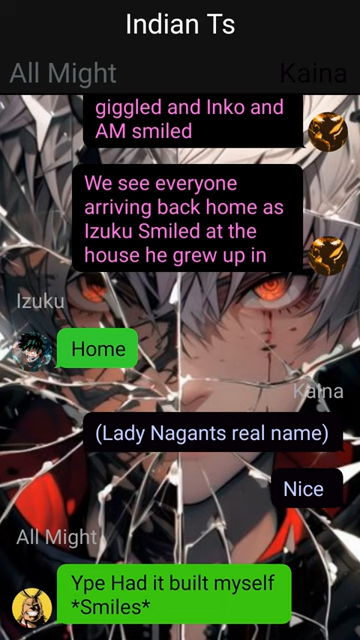 Indian Ts
All Might
Kaina
giggled and Inko and
AM smiled
We see everyone
arriving back home as
Izuku Smiled at the
house he grew up in
Izuku
Home
Kaina
(Lady Nagants real name)
Nice
All Might
Ype Had it built myself
*Smiles*